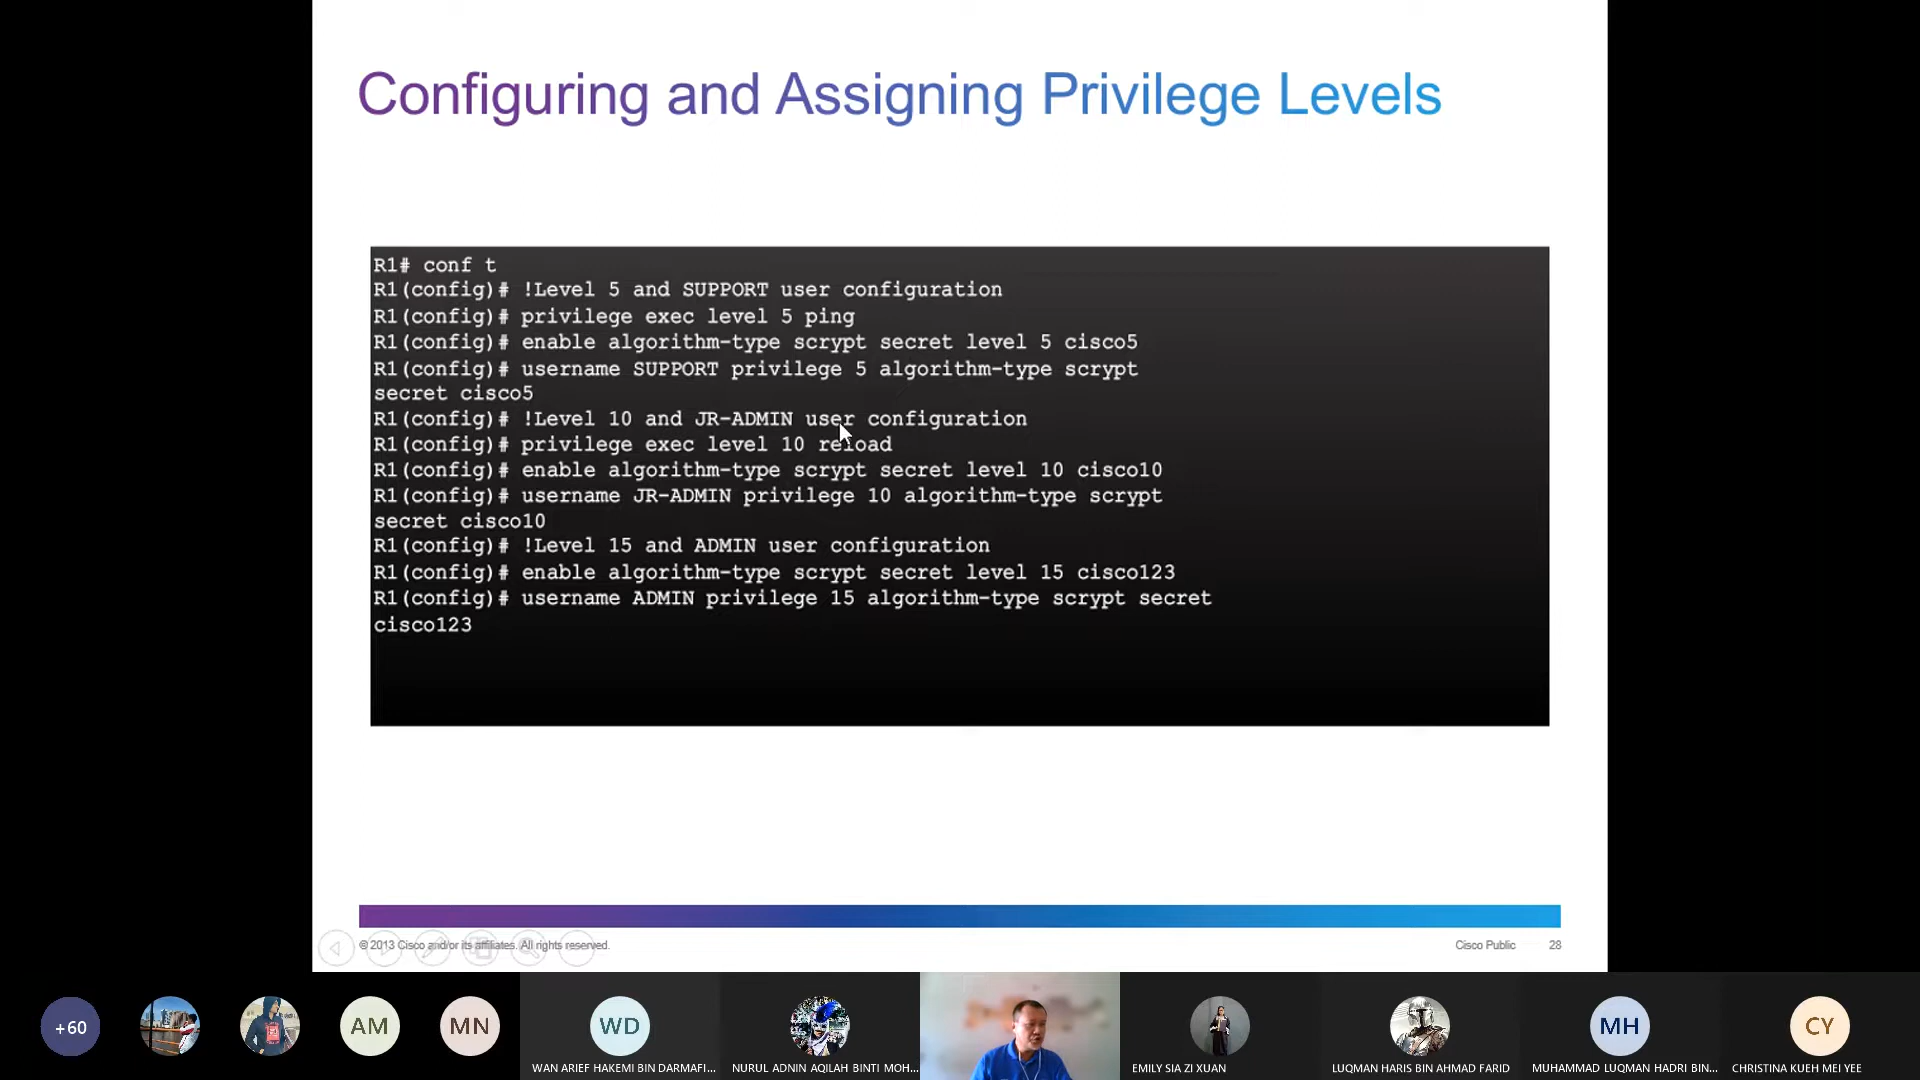 Configuring and Assigning Privilege Levels
R1# conf t
R1(config)# !Level 5 and SUPPORT user configuration
R1(config)# privilege exec level 5 ping
R1(config)# enable algorithm-type scrypt secret level 5 cisco5
R1(config)# username SUPPORT privilege 5 algorithm-type scrypt
secret cisco5
R1(config)# !Level 10 and JR-ADMIN user configuration
R1(config)# privilege exec level 10 reload
R1(config)# enable algorithm-type scrypt secret level 10 cisco10
R1(config)# username JR-ADMIN privilege 10 algorithm-type scrypt
secret cisco10
R1(config)# !Level 15 and ADMIN user configuration
R1(config)# enable algorithm-type scrypt secret level 15 cisco123
R1(config)# username ADMIN privilege 15 algorithm-type scrypt secret
cisco123
© 2013 Cisco and/or its affiliates. All rights reserved.
Cisco Public 28
+60 AM MN WD MH CY
WAN ARIEF HAKEMI BIN DARMAFI... NURUL ADNIN AQILAH BINTI MOH... EMILY SIA ZI XUAN LUQMAN HARIS BIN AHMAD FARID MUHAMMAD LUQMAN HADRI BIN... CHRISTINA KUEH MEI YEE